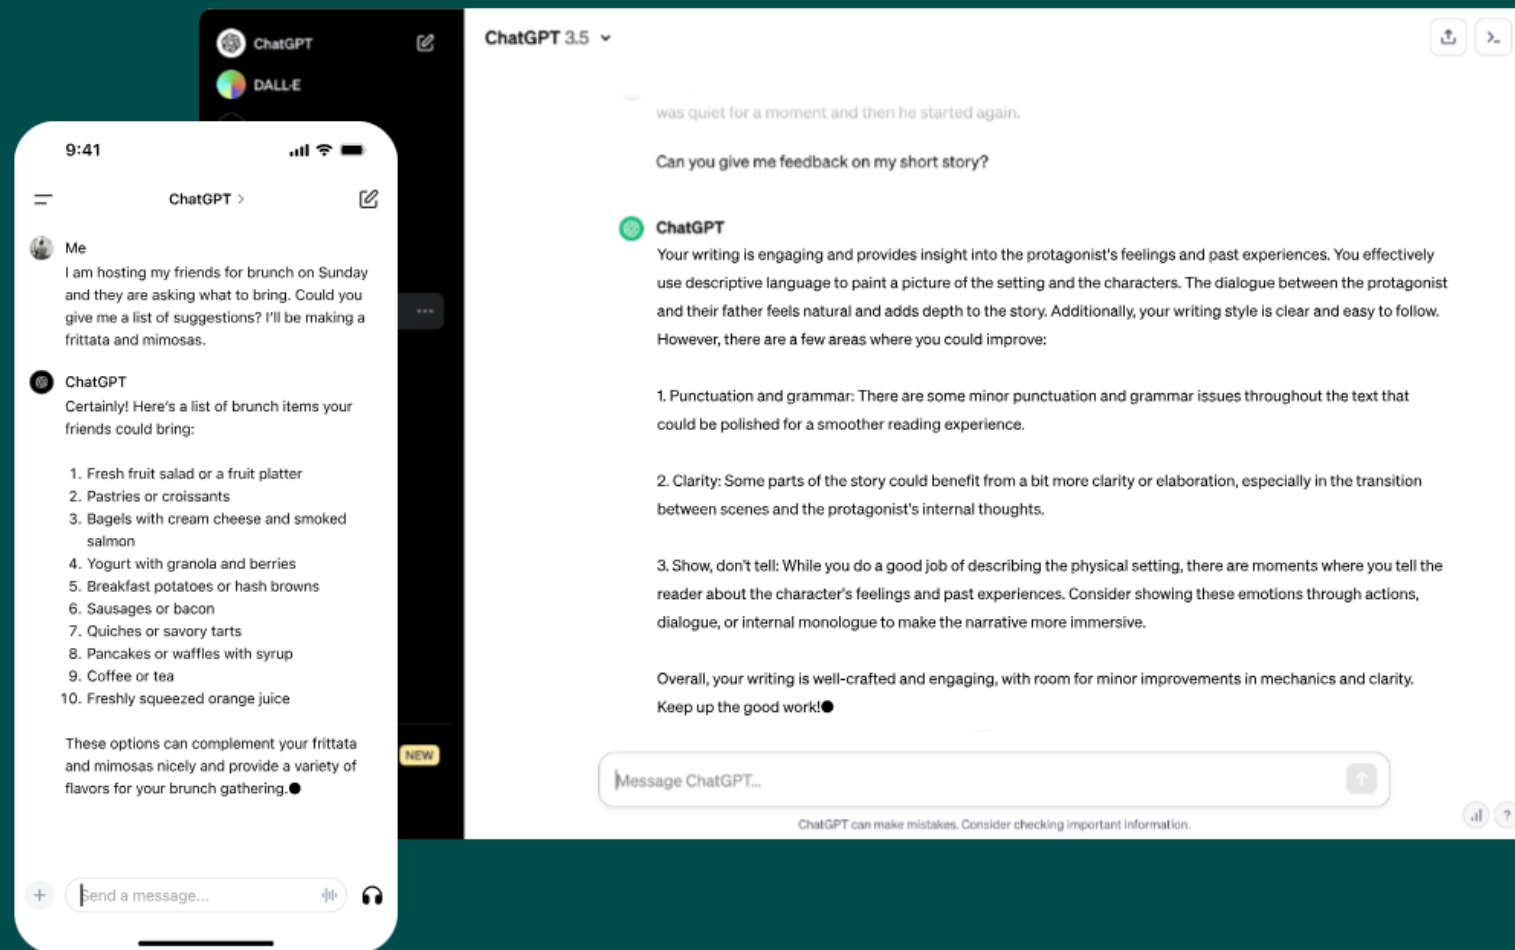 ChatGPT
DALL·E
NEW
9:41
ChatGPT >
Me
I am hosting my friends for brunch on Sunday
and they are asking what to bring. Could you
give me a list of suggestions? I'll be making a
frittata and mimosas.
ChatGPT
Certainly! Here's a list of brunch items your
friends could bring:
1. Fresh fruit salad or a fruit platter
2. Pastries or croissants
3. Bagels with cream cheese and smoked
salmon
4. Yogurt with granola and berries
5. Breakfast potatoes or hash browns
6. Sausages or bacon
7. Quiches or savory tarts
8. Pancakes or waffles with syrup
9. Coffee or tea
10. Freshly squeezed orange juice
These options can complement your frittata
and mimosas nicely and provide a variety of
flavors for your brunch gathering.
Send a message...
ChatGPT 3.5
was quiet for a moment and then he started again.
Can you give me feedback on my short story?
ChatGPT
Your writing is engaging and provides insight into the protagonist's feelings and past experiences. You effectively
use descriptive language to paint a picture of the setting and the characters. The dialogue between the protagonist
and their father feels natural and adds depth to the story. Additionally, your writing style is clear and easy to follow.
However, there are a few areas where you could improve:
1. Punctuation and grammar: There are some minor punctuation and grammar issues throughout the text that
could be polished for a smoother reading experience.
2. Clarity: Some parts of the story could benefit from a bit more clarity or elaboration, especially in the transition
between scenes and the protagonist's internal thoughts.
3. Show, don't tell: While you do a good job of describing the physical setting, there are moments where you tell the
reader about the character's feelings and past experiences. Consider showing these emotions through actions,
dialogue, or internal monologue to make the narrative more immersive.
Overall, your writing is well-crafted and engaging, with room for minor improvements in mechanics and clarity.
Keep up the good work!
Message ChatGPT...
ChatGPT can make mistakes. Consider checking important information.
?